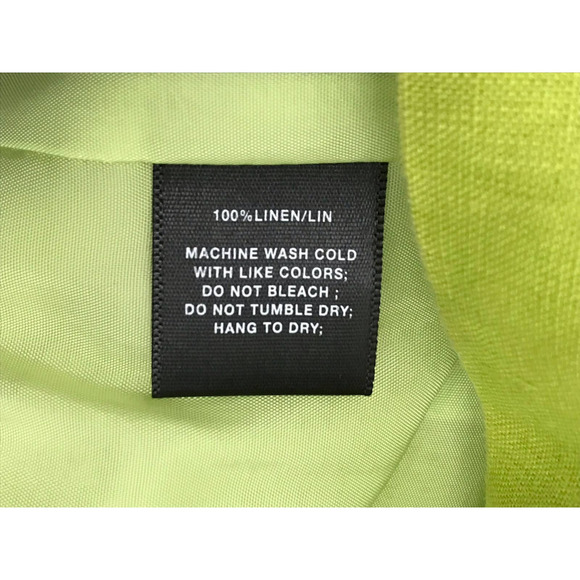 100%LINEN/LIN
MACHINE WASH COLD
WITH LIKE COLORS;
DO NOT BLEACH ;
DO NOT TUMBLE DRY;
HANG TO DRY;